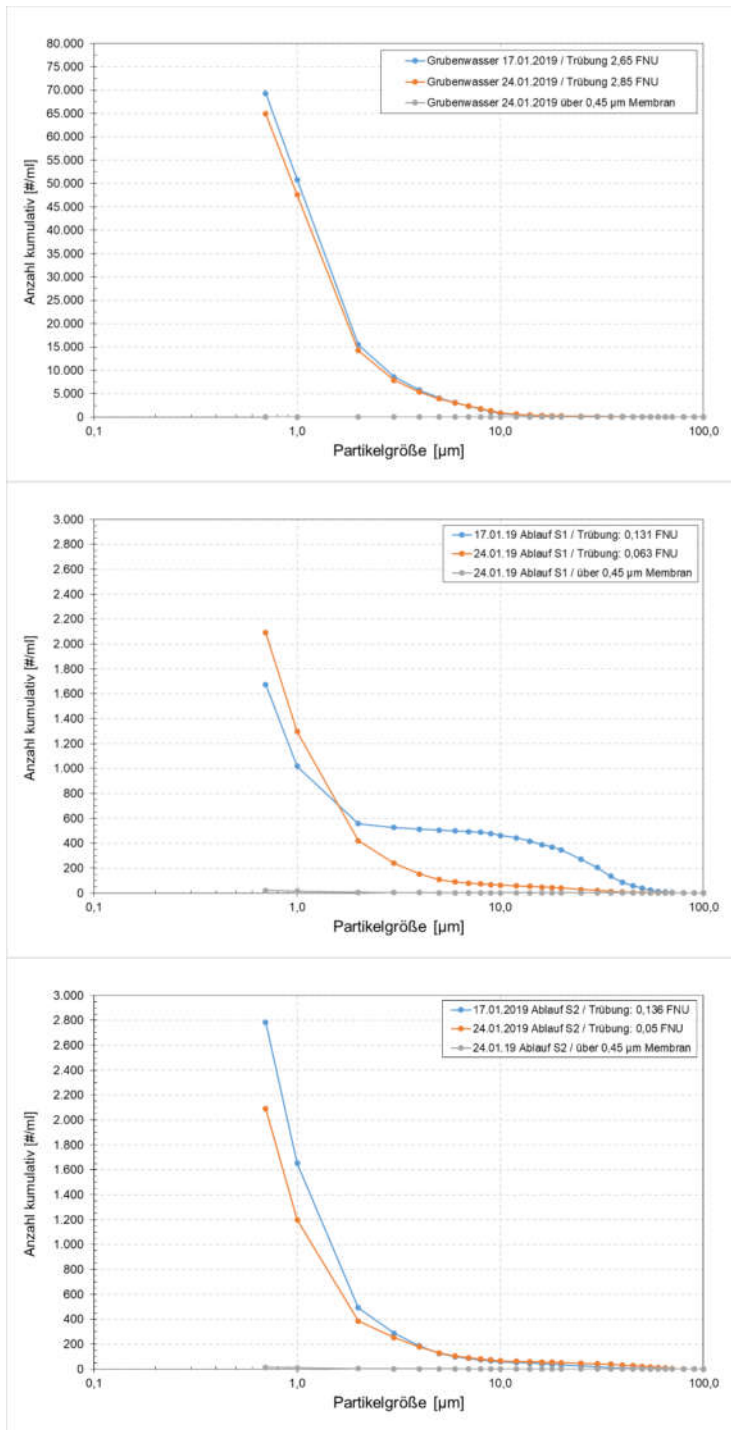 80.000
75.000
70.000
65.000
60.000
55.000
50.000
45.000
40.000
35.000
30.000
25.000
20.000
15.000
10.000
5.000
0
Anzahl kumulativ [#/ml]
Grubenwasser 17.01.2019 / Trübung 2,65 FNU
Grubenwasser 24.01.2019 / Trübung 2,85 FNU
Grubenwasser 24.01.2019 über 0,45 µm Membran
0,1 1,0 10,0 100,0
Partikelgröße [µm]
3.000
2.800
2.600
2.400
2.200
2.000
1.800
1.600
1.400
1.200
1.000
800
600
400
200
0
Anzahl kumulativ [#/ml]
17.01.19 Ablauf S1 / Trübung: 0,131 FNU
24.01.19 Ablauf S1 / Trübung: 0,063 FNU
24.01.19 Ablauf S1 / über 0,45 µm Membran
0,1 1,0 10,0 100,0
Partikelgröße [µm]
3.000
2.800
2.600
2.400
2.200
2.000
1.800
1.600
1.400
1.200
1.000
800
600
400
200
0
Anzahl kumulativ [#/ml]
17.01.2019 Ablauf S2 / Trübung: 0,136 FNU
24.01.2019 Ablauf S2 / Trübung: 0,05 FNU
24.01.19 Ablauf S2 / über 0,45 µm Membran
0,1 1,0 10,0 100,0
Partikelgröße [µm]